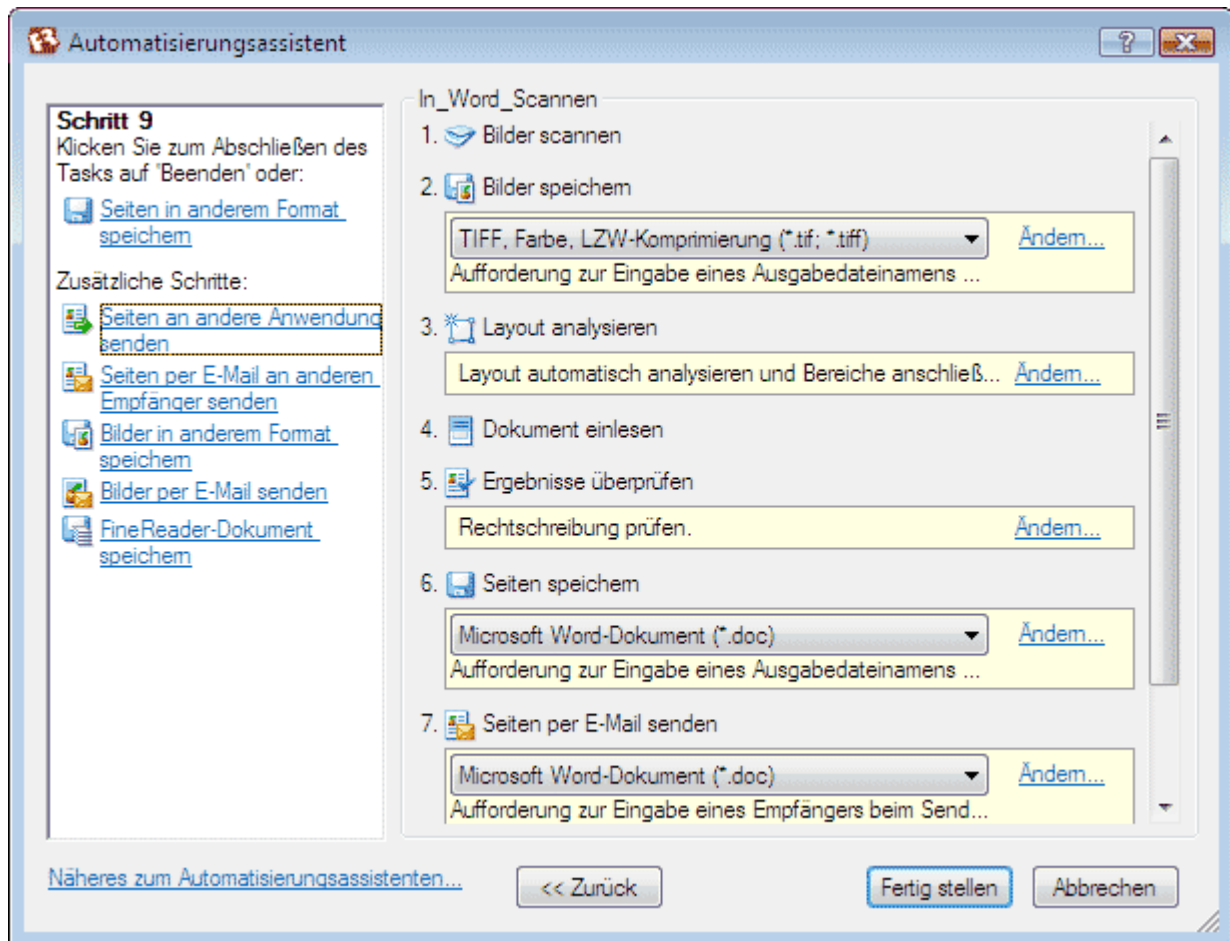 Automatisierungsassistent
Schritt 9
Klicken Sie zum Abschließen des
Tasks auf 'Beenden' oder:
Seiten in anderem Format
speichern
Zusätzliche Schritte:
Seiten an andere Anwendung
senden
Seiten per E-Mail an anderen
Empfänger senden
Bilder in anderem Format
speichern
Bilder per E-Mail senden
FineReader-Dokument
speichern
In_Word_Scannen
1. Bilder scannen
2. Bilder speichern
TIFF, Farbe, LZW-Komprimierung (*.tif; *.tiff) Ändern...
Aufforderung zur Eingabe eines Ausgabedateinamens ...
3. Layout analysieren
Layout automatisch analysieren und Bereiche anschließ... Ändern...
4. Dokument einlesen
5. Ergebnisse überprüfen
Rechtschreibung prüfen. Ändern...
6. Seiten speichern
Microsoft Word-Dokument (*.doc) Ändern...
Aufforderung zur Eingabe eines Ausgabedateinamens ...
7. Seiten per E-Mail senden
Microsoft Word-Dokument (*.doc) Ändern...
Aufforderung zur Eingabe eines Empfängers beim Send...
Näheres zum Automatisierungsassistenten... << Zurück Fertig stellen Abbrechen